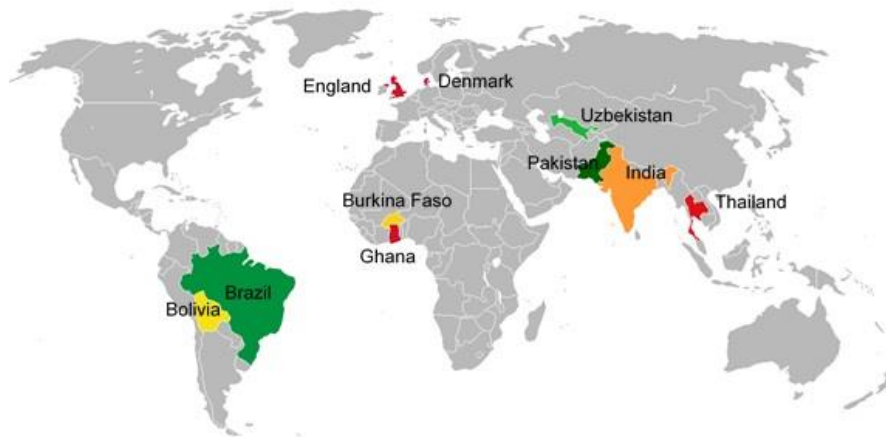 England
Denmark
Uzbekistan
Pakistan
India
Burkina Faso
Thailand
Ghana
Brazil
Bolivia